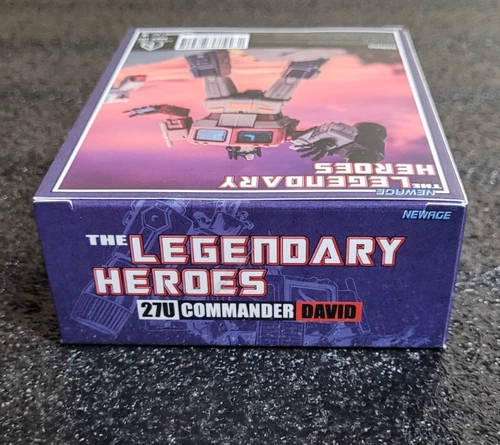 THE LEGENDARY
HEROES
NEWAGE
NEWAGE
THE LEGENDARY
HEROES
27U COMMANDER DAVID